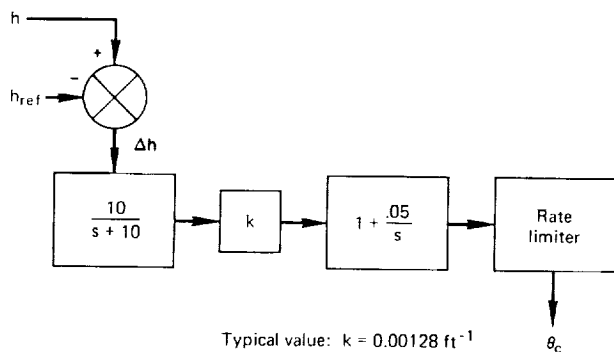 h
+
−
h_ref
Δh
10
s + 10
k
1 + .05
s
Rate
limiter
Typical value: k = 0.00128 ft⁻¹
θ_c